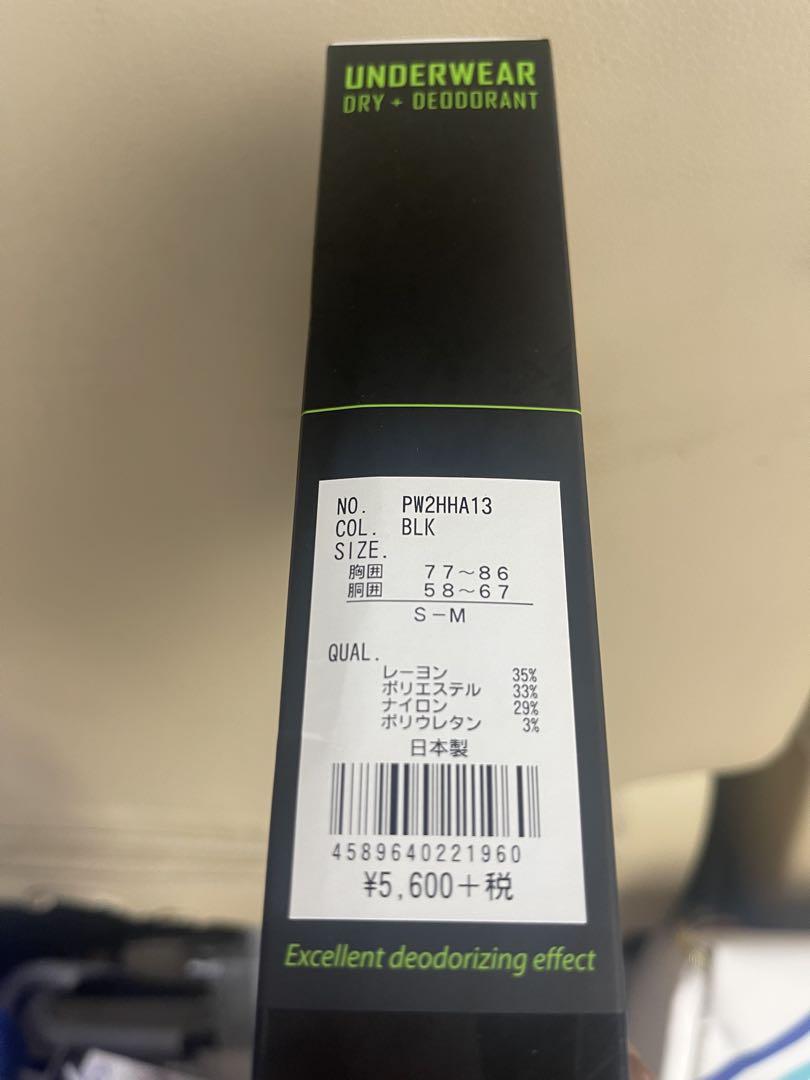 UNDERWEAR
DRY + DEODORANT
NO. PW2HHA13
COL. BLK
SIZE.
胸囲 77~86
胴囲 58~67
S-M
QUAL.
レーヨン 35%
ポリエステル 33%
ナイロン 29%
ポリウレタン 3%
日本製
4589640221960
¥5,600+税
Excellent deodorizing effect